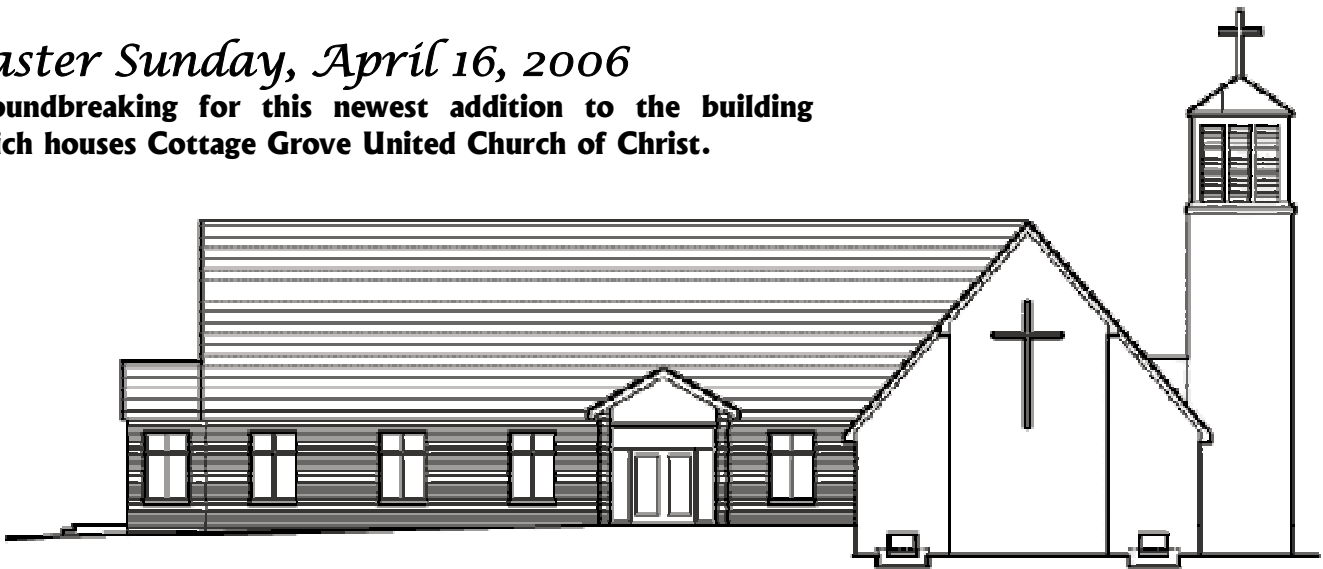 aster Sunday, April 16, 2006
oundbreaking for this newest addition to the building
ich houses Cottage Grove United Church of Christ.